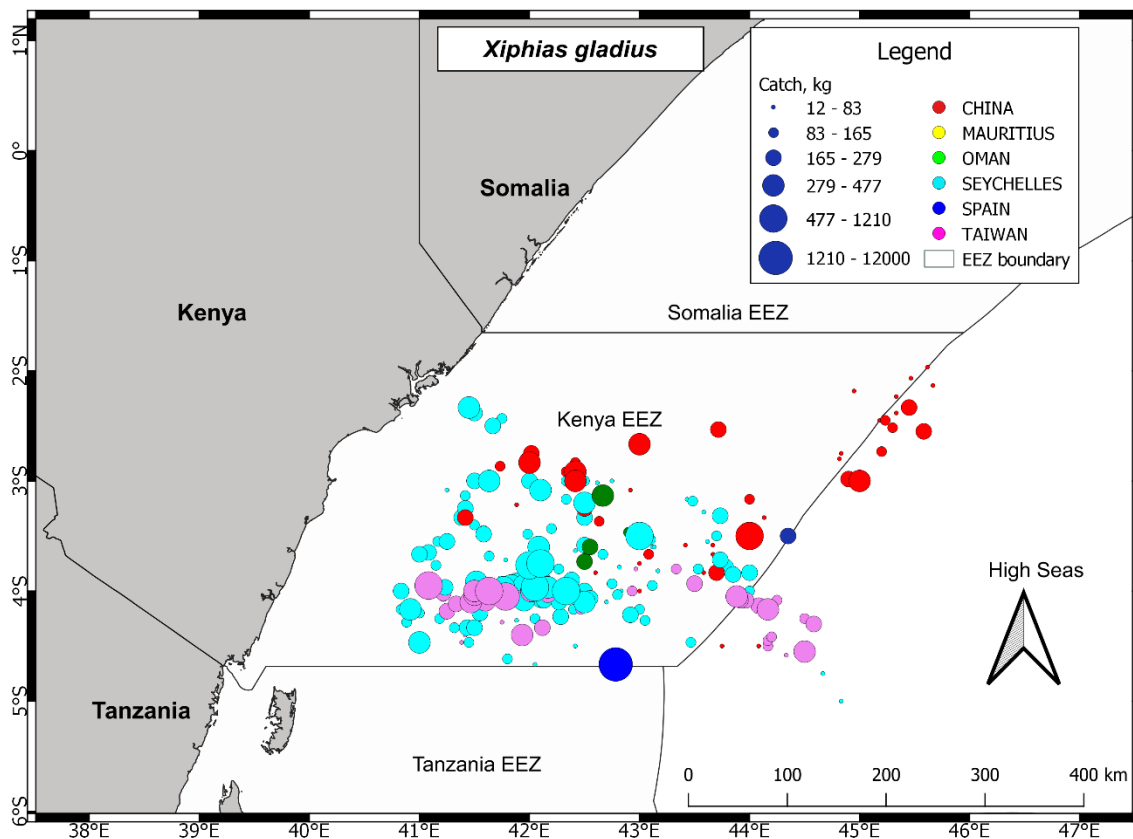 Xiphias gladius
Legend
Catch, kg
12 - 83
83 - 165
165 - 279
279 - 477
477 - 1210
1210 - 12000
CHINA
MAURITIUS
OMAN
SEYCHELLES
SPAIN
TAIWAN
EEZ boundary
1°N
0°
1°S
2°S
3°S
4°S
5°S
6°S
Somalia
Kenya
Somalia EEZ
Kenya EEZ
High Seas
Tanzania
Tanzania EEZ
0 100 200 300 400 km
38°E 39°E 40°E 41°E 42°E 43°E 44°E 45°E 46°E 47°E